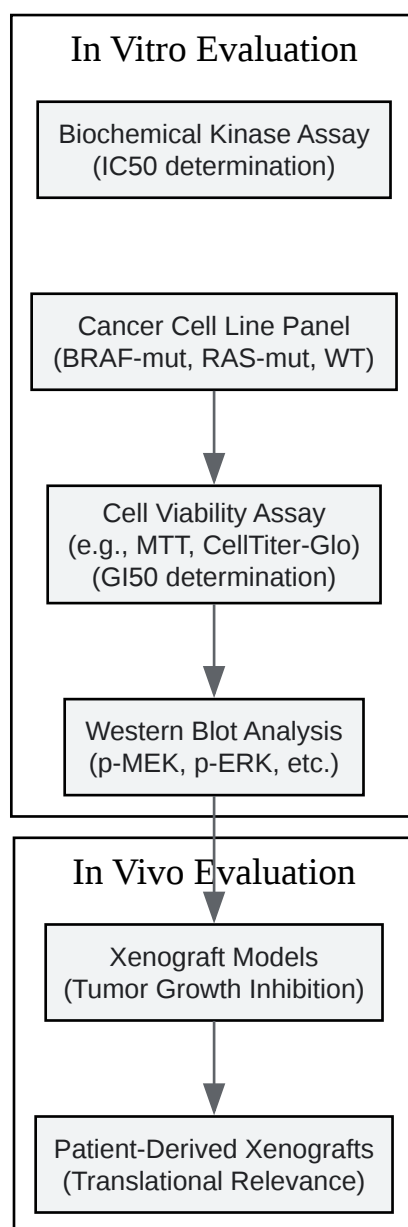 In Vitro Evaluation
Biochemical Kinase Assay
(IC50 determination)
Cancer Cell Line Panel
(BRAF-mut, RAS-mut, WT)
Cell Viability Assay
(e.g., MTT, CellTiter-Glo)
(GI50 determination)
Western Blot Analysis
(p-MEK, p-ERK, etc.)
In Vivo Evaluation
Xenograft Models
(Tumor Growth Inhibition)
Patient-Derived Xenografts
(Translational Relevance)